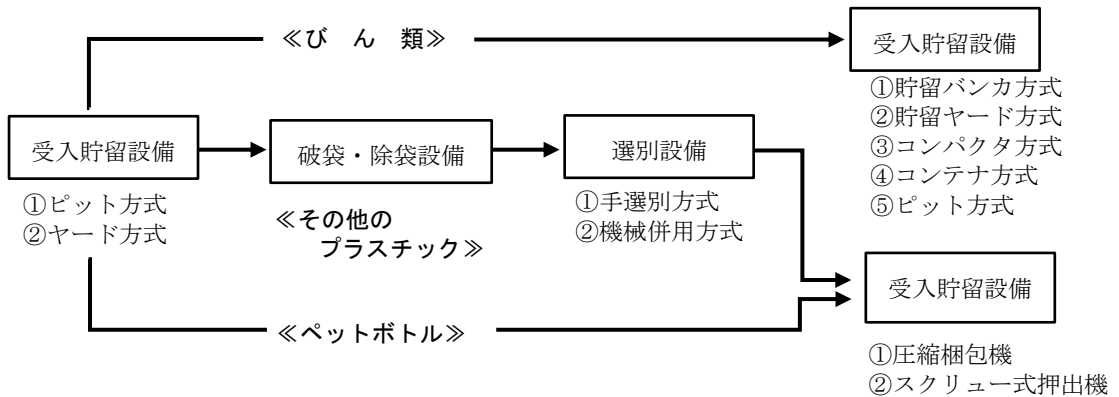 ≪び ん 類≫
受入貯留設備
①貯留バンカ方式
②貯留ヤード方式
③コンパクタ方式
④コンテナ方式
⑤ピット方式
受入貯留設備
①ピット方式
②ヤード方式
破袋・除袋設備
≪その他の
プラスチック≫
選別設備
①手選別方式
②機械併用方式
受入貯留設備
①圧縮梱包機
②スクリュー式押出機
≪ペットボトル≫